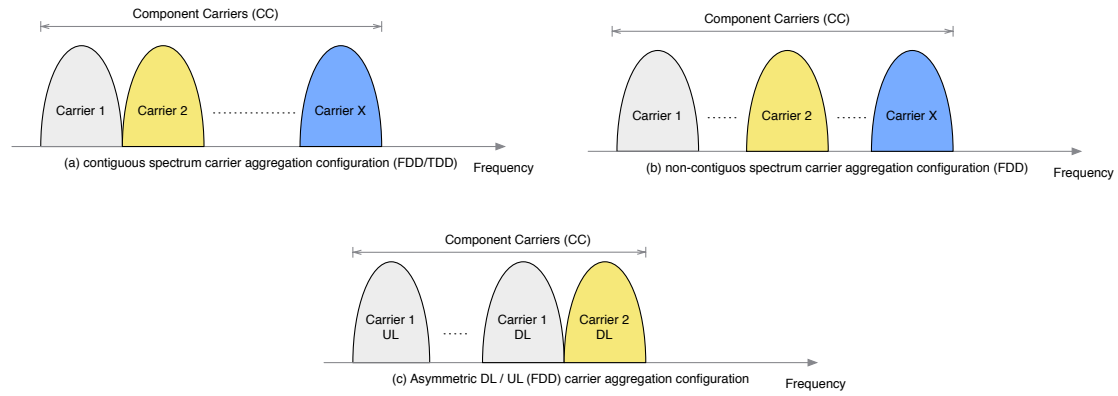 Component Carriers (CC)
Carrier 1
Carrier 2
Carrier X
(a) contiguous spectrum carrier aggregation configuration (FDD/TDD)
Frequency
Component Carriers (CC)
Carrier 1
Carrier 2
Carrier X
(b) non-contiguos spectrum carrier aggregation configuration (FDD)
Frequency
Component Carriers (CC)
Carrier 1
UL
Carrier 1
DL
Carrier 2
DL
(c) Asymmetric DL / UL (FDD) carrier aggregation configuration
Frequency